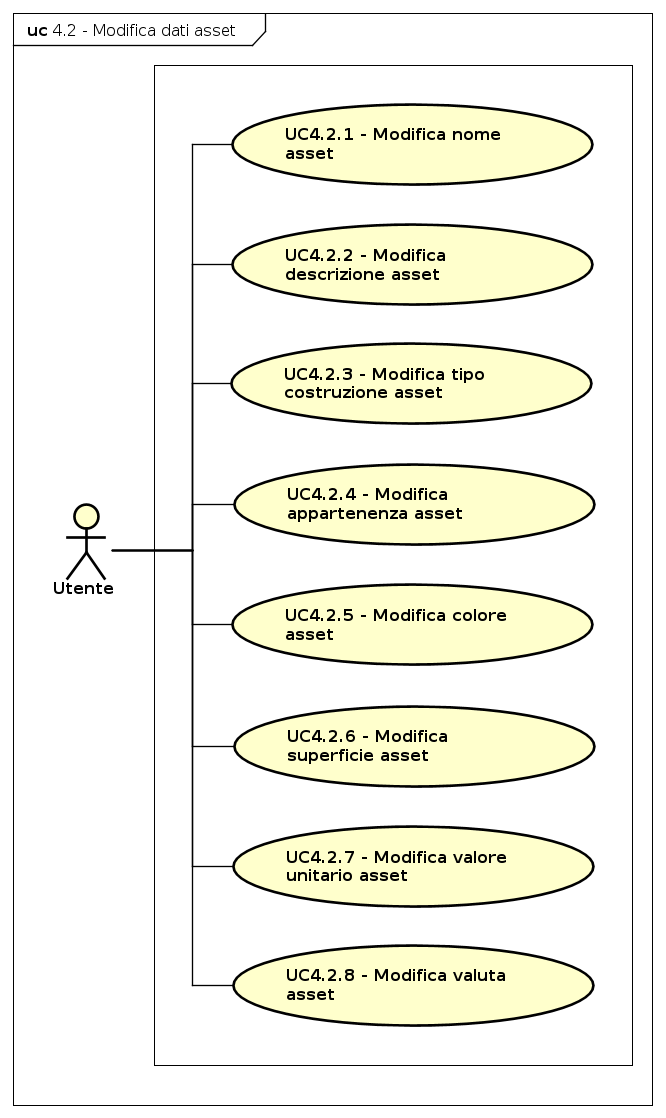 uc 4.2 - Modifica dati asset
UC4.2.1 - Modifica nome
asset
UC4.2.2 - Modifica
descrizione asset
UC4.2.3 - Modifica tipo
costruzione asset
UC4.2.4 - Modifica
appartenenza asset
Utente
UC4.2.5 - Modifica colore
asset
UC4.2.6 - Modifica
superficie asset
UC4.2.7 - Modifica valore
unitario asset
UC4.2.8 - Modifica valuta
asset